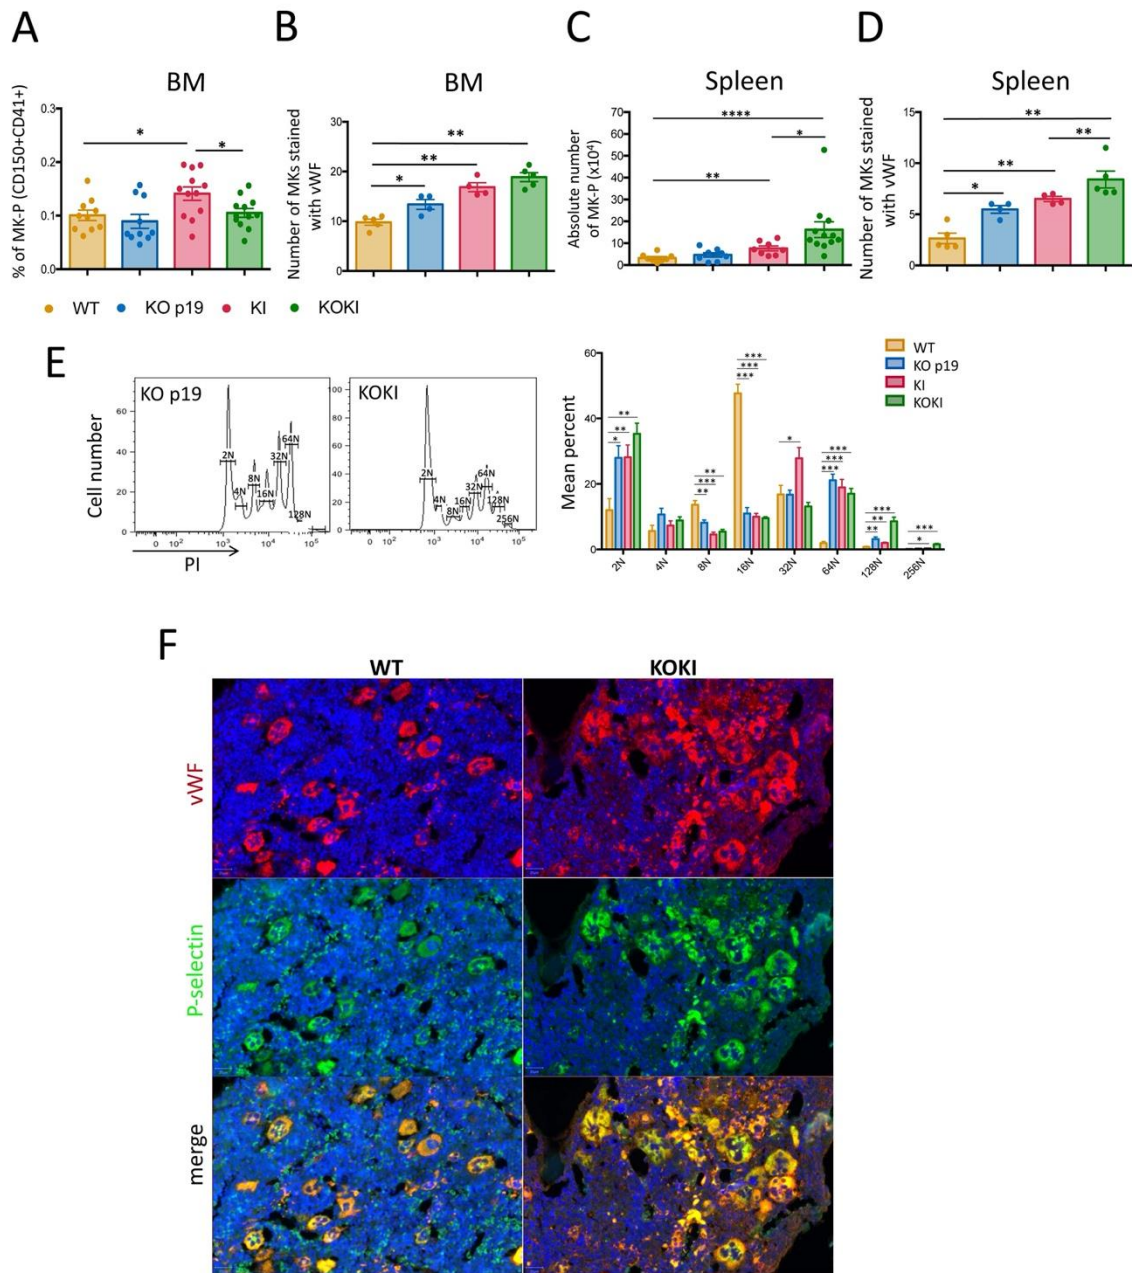 A
B
C
D
BM
BM
Spleen
Spleen
% of MK-P (CD150+CD41+)
0.3
0.2
0.1
0.0
*
*
Number of MKs stained
with vWF
30
20
10
0
**
**
*
Absolute number
of MK-P (x10⁴)
70
60
50
40
30
20
10
0
****
*
**
Number of MKs stained
with vWF
15
10
5
0
**
**
**
*
WT KO p19 KI KOKI
E
KO p19
Cell number
60
40
20
0
2N
4N
8N
16N
32N
64N
128N
0 10² 10³ 10⁴ 10⁵
PI
KOKI
100
80
60
40
20
0
2N
4N
8N
16N
32N
64N
128N
256N
0 10² 10³ 10⁴ 10⁵
Mean percent
60
40
20
0
**
**
*
**
***
**
***
***
***
*
***
***
***
***
**
**
***
*
2N 4N 8N 16N 32N 64N 128N 256N
WT
KO p19
KI
KOKI
F
WT KOKI
vWF
P-selectin
merge